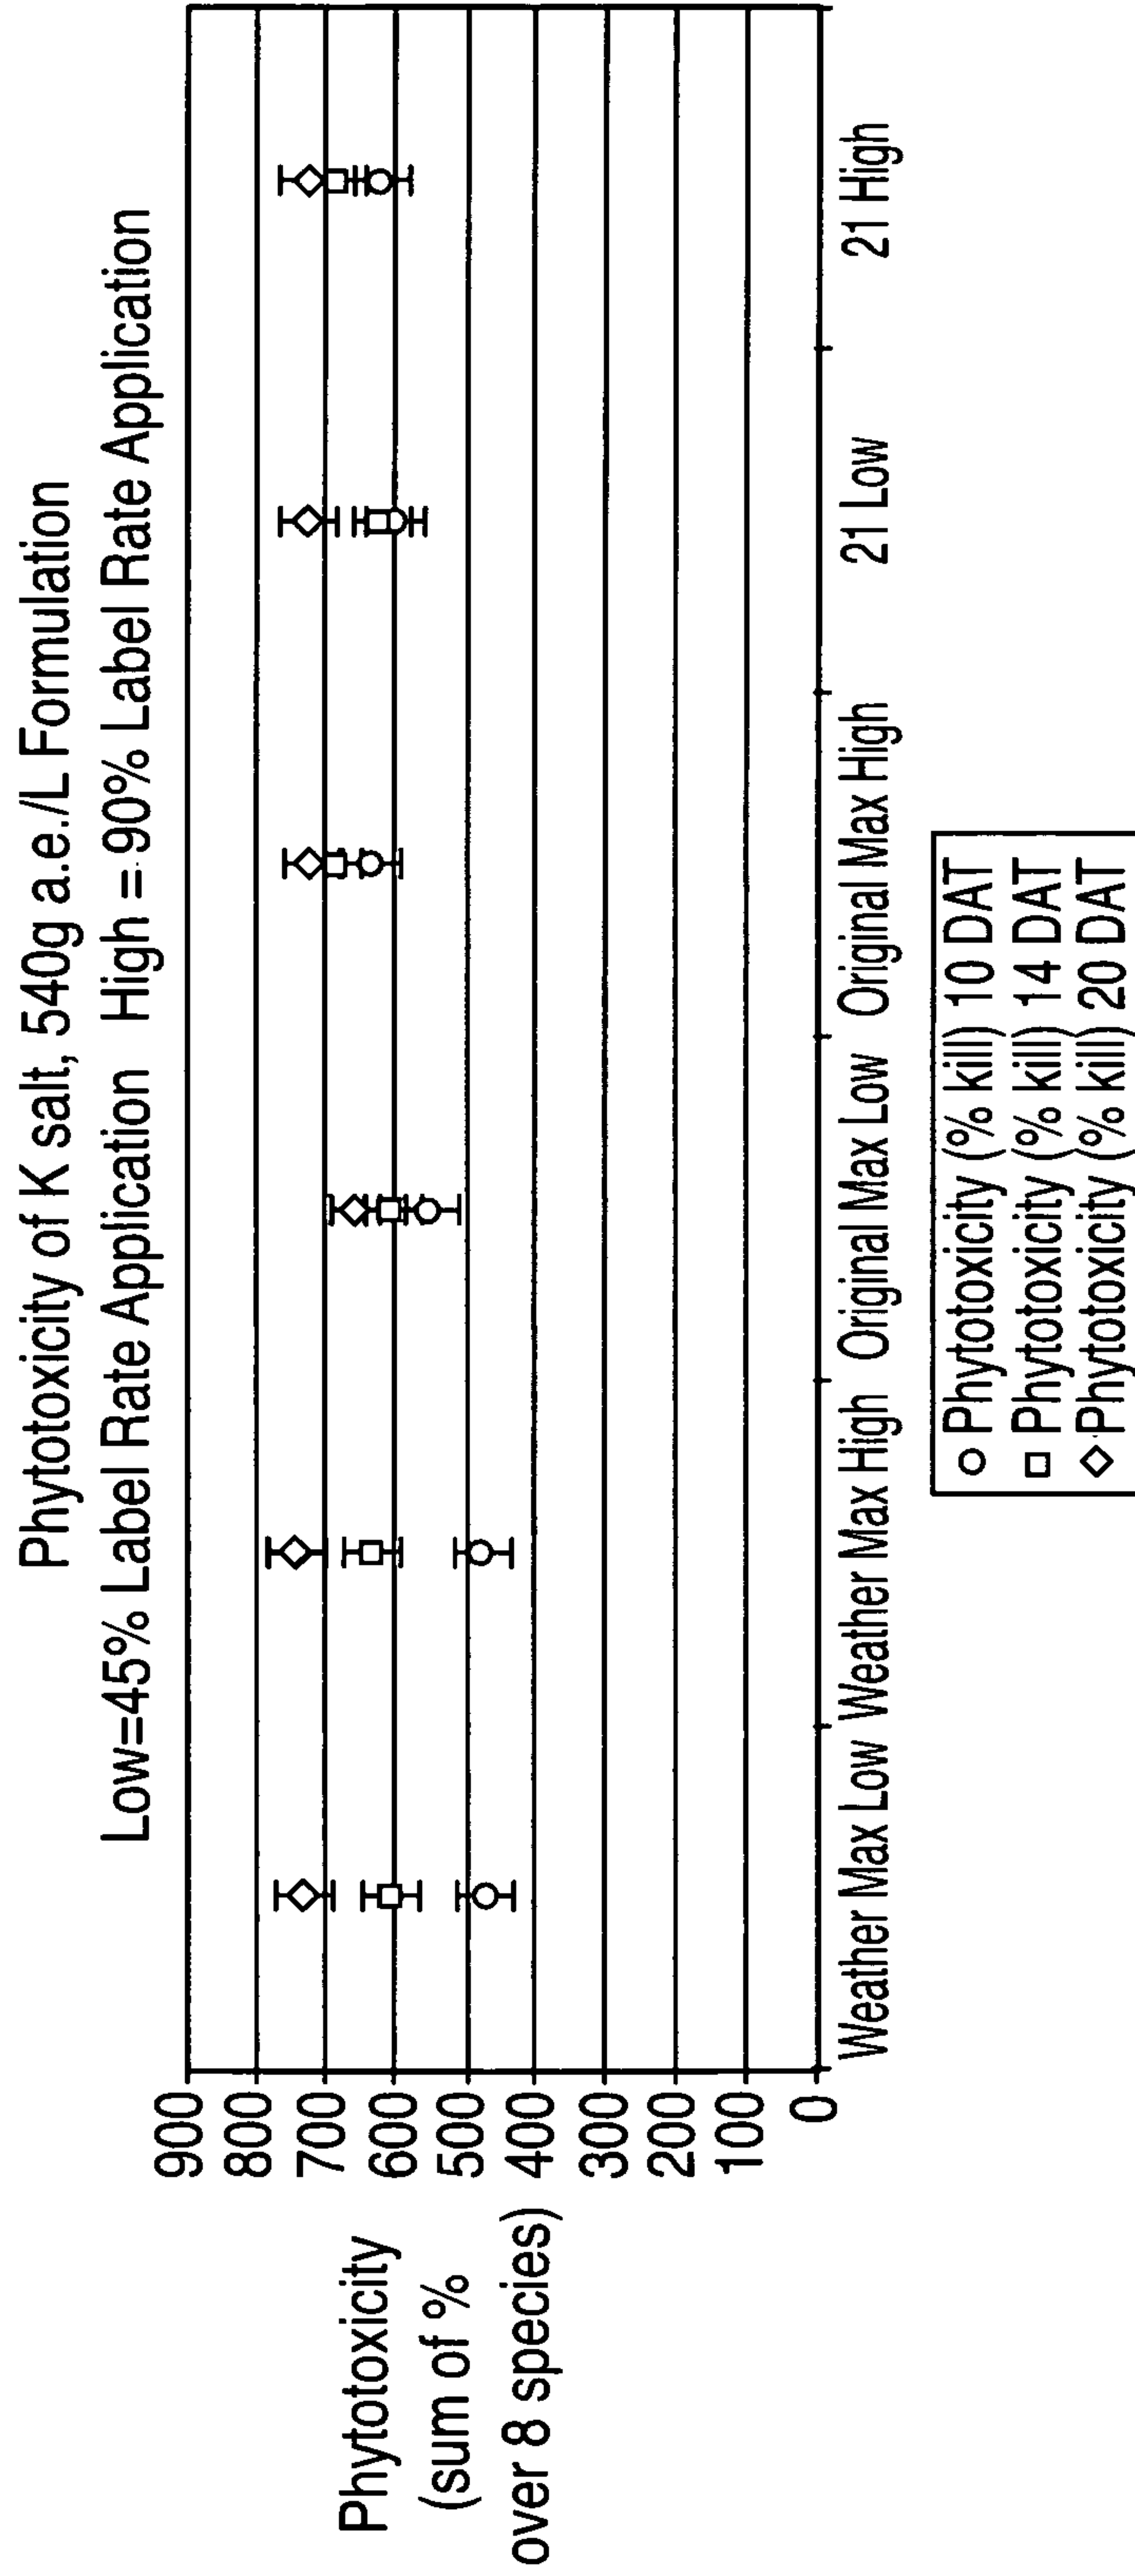 Phytotoxicity of K salt, 540g a.e./L Formulation
Low=45% Label Rate Application High = 90% Label Rate Application
Phytotoxicity
(sum of %
over 8 species)
900
800
700
600
500
400
300
200
100
0
Weather Max Low Weather Max High Original Max Low Original Max High 21 Low 21 High
Phytotoxicity (% kill) 10 DAT
Phytotoxicity (% kill) 14 DAT
Phytotoxicity (% kill) 20 DAT